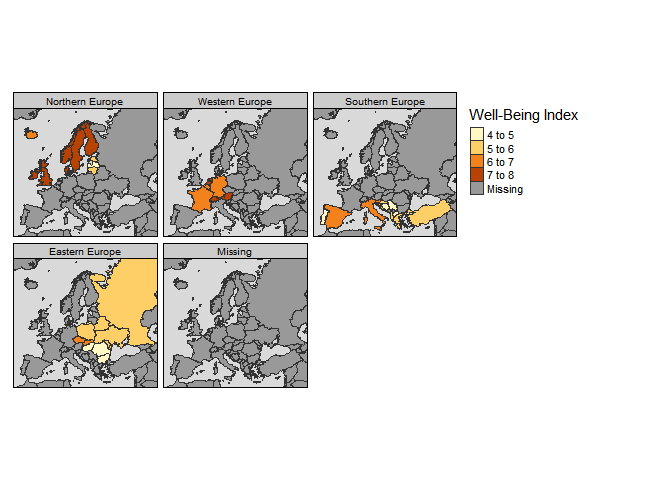 Northern Europe
Western Europe
Southern Europe
Well-Being Index
4 to 5
5 to 6
6 to 7
7 to 8
Missing
Eastern Europe
Missing